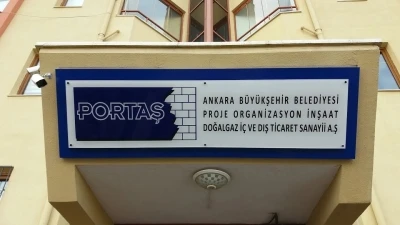 PORTAŞ
ANKARA BÜYÜKŞEHİR BELEDİYESİ
PROJE ORGANİZASYON İNŞAAT
DOĞALGAZ İÇ VE DIŞ TİCARET SANAYİİ A.Ş